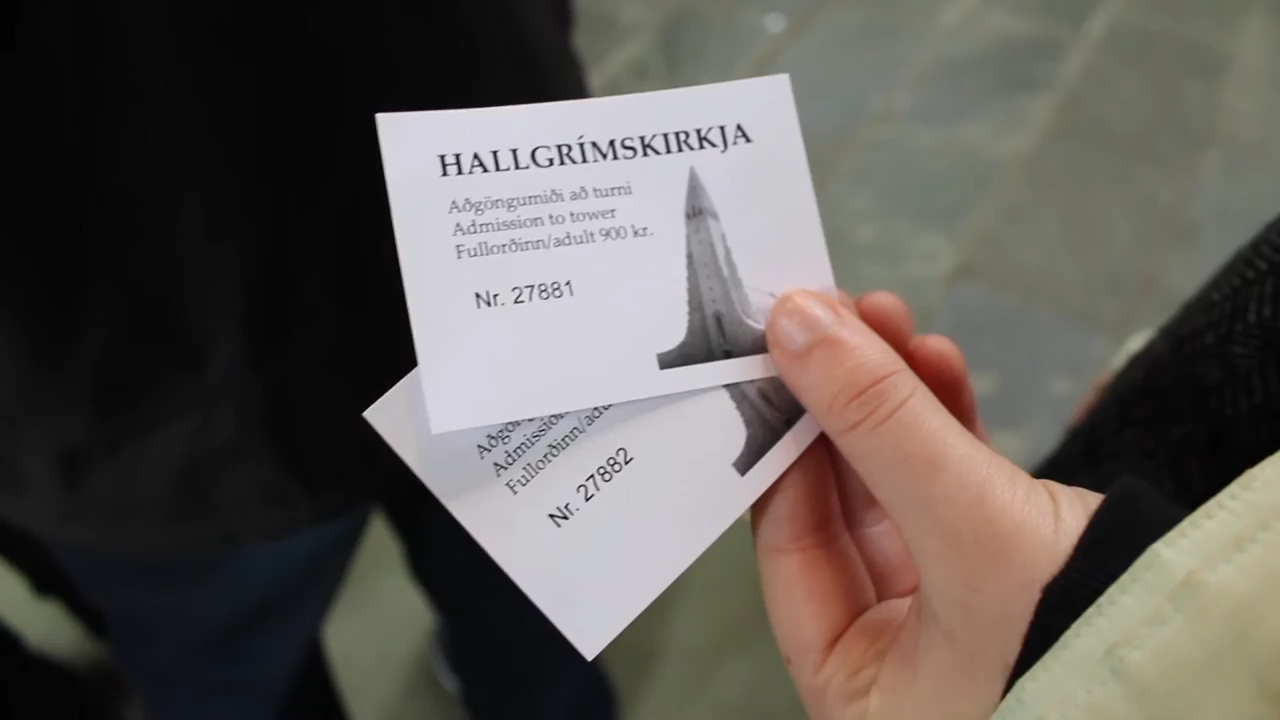 HALLGRÍMSKIRKJA
Aðgöngumiði að turni
Admission to tower
Fullorðinn/adult 900 kr.
Nr. 27881
Nr. 27882